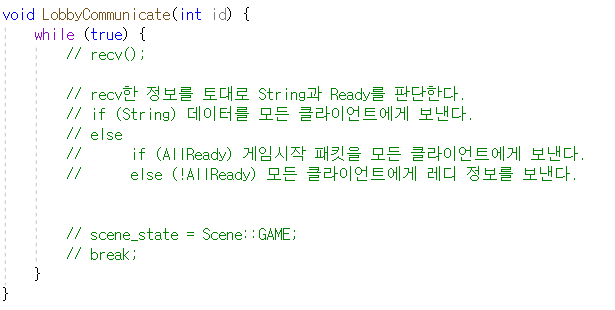 void LobbyCommunicate(int id) {
while (true) {
// recv();
// recv한 정보를 토대로 String과 Ready를 판단한다.
// if (String) 데이터를 모든 클라이언트에게 보낸다.
// else
//     if (AllReady) 게임시작 패킷을 모든 클라이언트에게 보낸다.
//     else (!AllReady) 모든 클라이언트에게 레디 정보를 보낸다.
// scene_state = Scene::GAME;
// break;
}
}